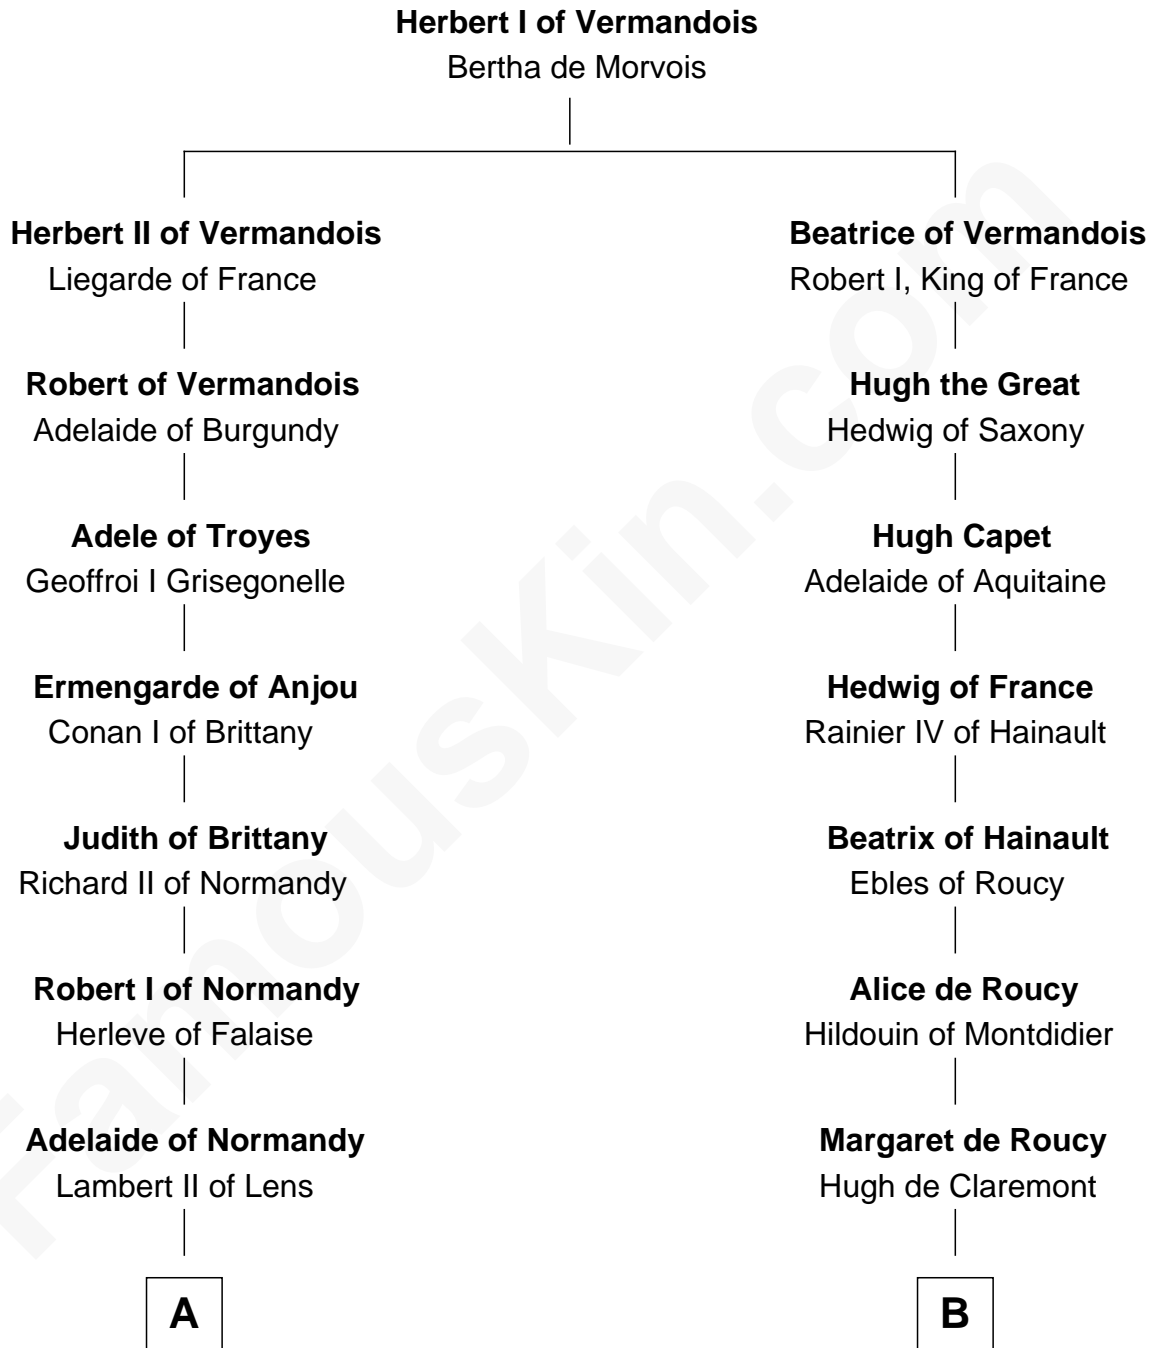 Herbert I of Vermandois
Bertha de Morvois
Herbert II of Vermandois
Liegarde of France
Robert of Vermandois
Adelaide of Burgundy
Adele of Troyes
Geoffroi I Grisegonelle
Ermengarde of Anjou
Conan I of Brittany
Judith of Brittany
Richard II of Normandy
Robert I of Normandy
Herleve of Falaise
Adelaide of Normandy
Lambert II of Lens
A
Beatrice of Vermandois
Robert I, King of France
Hugh the Great
Hedwig of Saxony
Hugh Capet
Adelaide of Aquitaine
Hedwig of France
Rainier IV of Hainault
Beatrix of Hainault
Ebles of Roucy
Alice de Roucy
Hildouin of Montdidier
Margaret de Roucy
Hugh de Claremont
B
FamousKin.com